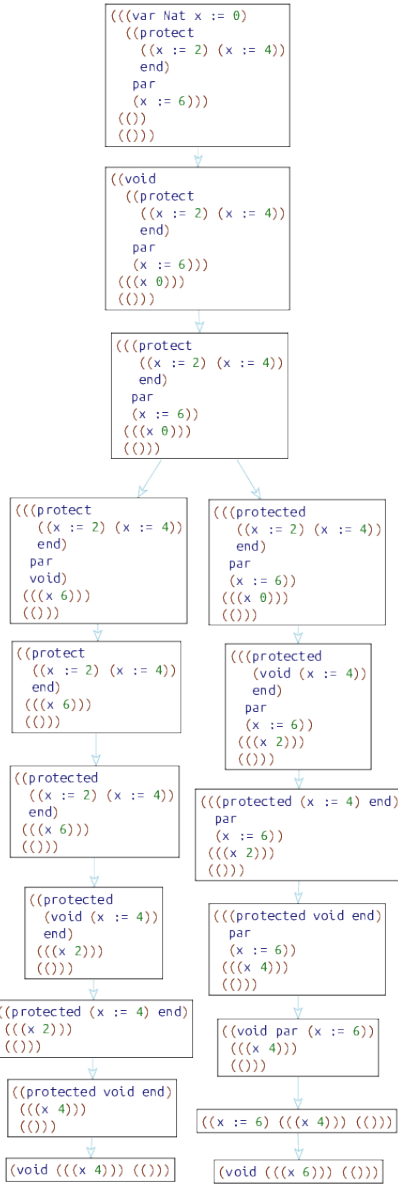 (((var Nat x := 0)
((protect
((x := 2) (x := 4))
end)
par
(x := 6)))
(())
(()))
((void
((protect
((x := 2) (x := 4))
end)
par
(x := 6)))
(((x 0)))
(()))
(((protect
((x := 2) (x := 4))
end)
par
(x := 6))
(((x 0)))
(()))
(((protect
((x := 2) (x := 4))
end)
par
void)
(((x 6)))
(()))
((protect
((x := 2) (x := 4))
end)
(((x 6)))
(()))
((protected
((x := 2) (x := 4))
end)
(((x 6)))
(()))
((protected
(void (x := 4))
end)
(((x 2)))
(()))
((protected (x := 4) end)
(((x 2)))
(()))
((protected void end)
(((x 4)))
(()))
(void (((x 4))) (()))
(((protected
((x := 2) (x := 4))
end)
par
(x := 6))
(((x 0)))
(()))
(((protected
(void (x := 4))
end)
par
(x := 6))
(((x 2)))
(()))
(((protected (x := 4) end)
par
(x := 6))
(((x 2)))
(()))
(((protected void end)
par
(x := 6))
(((x 4)))
(()))
((void par (x := 6))
(((x 4)))
(()))
((x := 6) (((x 4))) (()))
(void (((x 6))) (()))